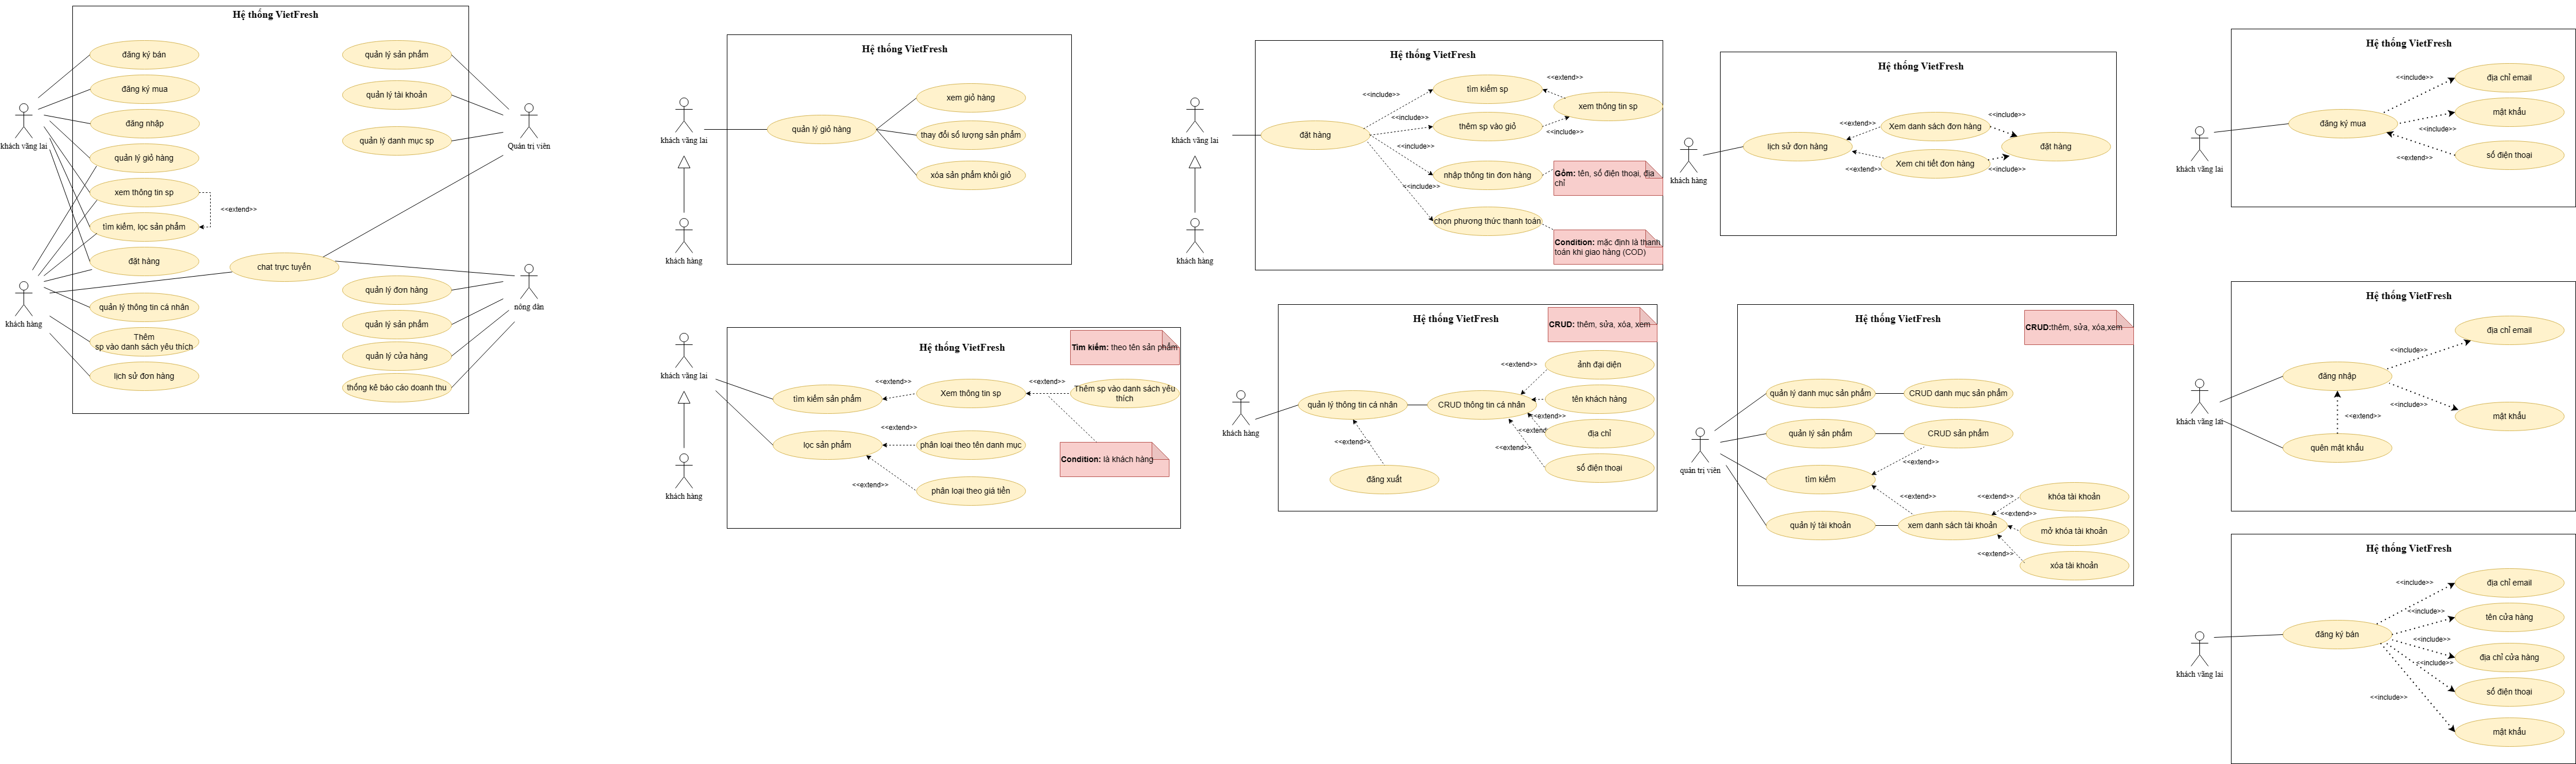 Hệ thống VietFresh
đăng ký bán
đăng ký mua
đăng nhập
quản lý giỏ hàng
xem thông tin sp
<<extend>>
tìm kiếm, lọc sản phẩm
đặt hàng
chat trực tuyến
quản lý thông tin cá nhân
Thêm
sp vào danh sách yêu thích
lịch sử đơn hàng
quản lý sản phẩm
quản lý tài khoản
quản lý danh mục sp
quản lý đơn hàng
quản lý sản phẩm
quản lý cửa hàng
thống kê báo cáo doanh thu
khách vãng lai
khách hàng
Quản trị viên
nông dân
Hệ thống VietFresh
khách vãng lai
khách hàng
quản lý giỏ hàng
xem giỏ hàng
thay đổi số lượng sản phẩm
xóa sản phẩm khỏi giỏ
Hệ thống VietFresh
khách vãng lai
khách hàng
đặt hàng
<<include>>
<<include>>
<<include>>
<<include>>
tìm kiếm sp
<<extend>>
xem thông tin sp
thêm sp vào giỏ
<<include>>
nhập thông tin đơn hàng
Gồm: tên, số điện thoại, địa
chỉ
chọn phương thức thanh toán
Condition: mặc định là thanh
toán khi giao hàng (COD)
Hệ thống VietFresh
khách hàng
lịch sử đơn hàng
<<extend>>
<<extend>>
Xem danh sách đơn hàng
Xem chi tiết đơn hàng
<<include>>
<<include>>
đặt hàng
Hệ thống VietFresh
khách vãng lai
đăng ký mua
<<include>>
<<include>>
<<extend>>
địa chỉ email
mật khẩu
số điện thoại
Hệ thống VietFresh
Tìm kiếm: theo tên sản phẩm
khách vãng lai
khách hàng
tìm kiếm sản phẩm
<<extend>>
Xem thông tin sp
<<extend>>
Thêm sp vào danh sách yêu
thích
lọc sản phẩm
<<extend>>
phân loại theo tên danh mục
Condition: là khách hàng
<<extend>>
phân loại theo giá tiền
Hệ thống VietFresh
CRUD: thêm, sửa, xóa, xem
khách hàng
quản lý thông tin cá nhân
CRUD thông tin cá nhân
<<extend>>
<<extend>>
<<extend>>
<<extend>>
ảnh đại diện
tên khách hàng
địa chỉ
số điện thoại
<<extend>>
đăng xuất
Hệ thống VietFresh
CRUD:thêm, sửa, xóa,xem
quản trị viên
quản lý danh mục sản phẩm
CRUD danh mục sản phẩm
quản lý sản phẩm
CRUD sản phẩm
<<extend>>
tìm kiếm
<<extend>>
quản lý tài khoản
xem danh sách tài khoản
<<extend>>
<<extend>>
<<extend>>
khóa tài khoản
mở khóa tài khoản
xóa tài khoản
Hệ thống VietFresh
khách vãng lai
đăng nhập
<<include>>
địa chỉ email
<<include>>
mật khẩu
<<extend>>
quên mật khẩu
Hệ thống VietFresh
khách vãng lai
đăng ký bán
<<include>>
<<include>>
<<include>>
<<include>>
<<include>>
địa chỉ email
tên cửa hàng
địa chỉ cửa hàng
số điện thoại
mật khẩu